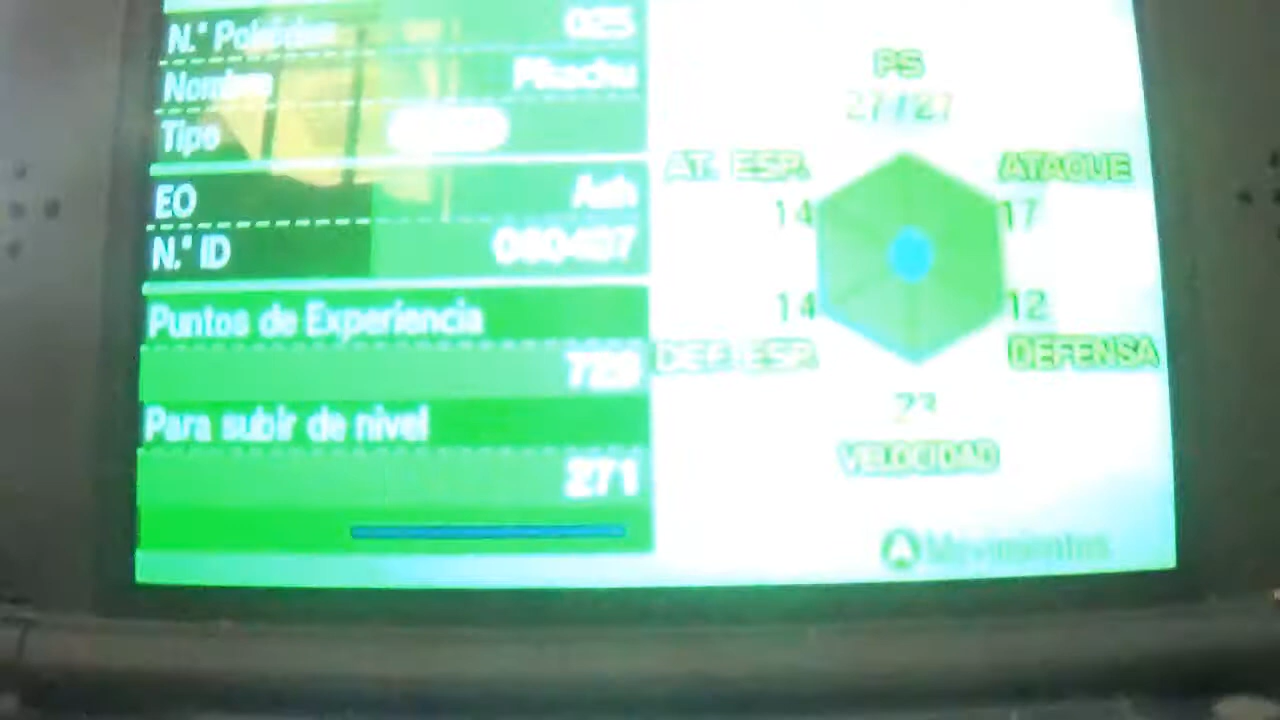 N.° Pokédex 025
Nombre Pikachu
Tipo
EO Ash
N.° ID
Puntos de Experiencia
729
Para subir de nivel
271
PS
27/27
AT. ESP. ATAQUE
14 17
14 12
DEF. ESP. DEFENSA
23
VELOCIDAD
A Movimientos